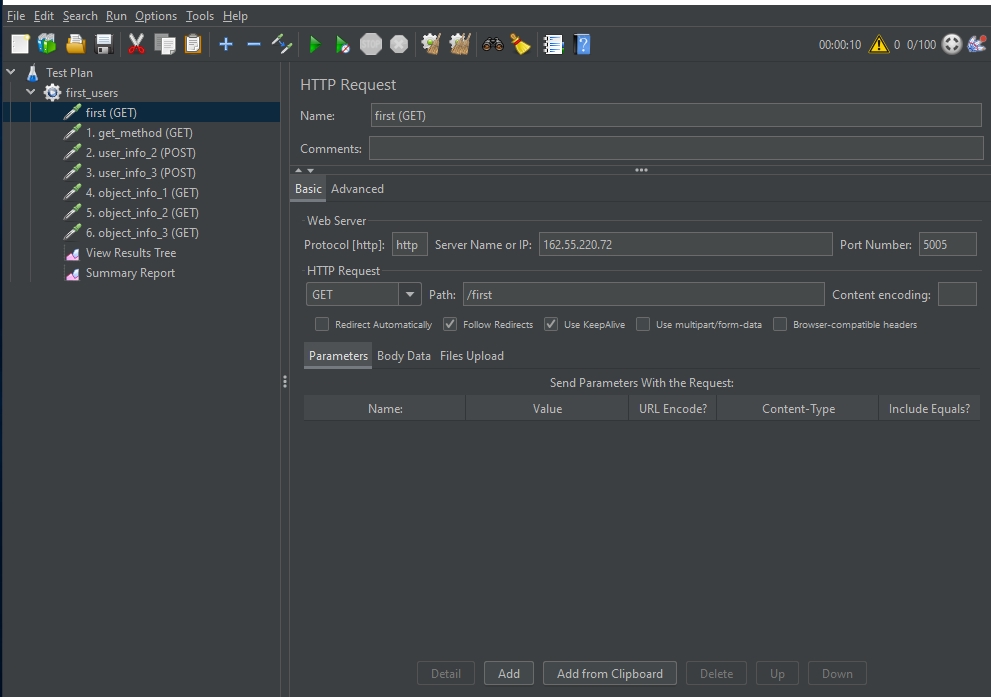 File Edit Search Run Options Tools Help
STOP
00:00:10 0 0/100
Test Plan
first_users
first (GET)
1. get_method (GET)
2. user_info_2 (POST)
3. user_info_3 (POST)
4. object_info_1 (GET)
5. object_info_2 (GET)
6. object_info_3 (GET)
View Results Tree
Summary Report
HTTP Request
Name: first (GET)
Comments:
Basic Advanced
Web Server
Protocol [http]: http Server Name or IP: 162.55.220.72 Port Number: 5005
HTTP Request
GET Path: /first Content encoding:
Redirect Automatically Follow Redirects Use KeepAlive Use multipart/form-data Browser-compatible headers
Parameters Body Data Files Upload
Send Parameters With the Request:
Name: Value URL Encode? Content-Type Include Equals?
Detail Add Add from Clipboard Delete Up Down